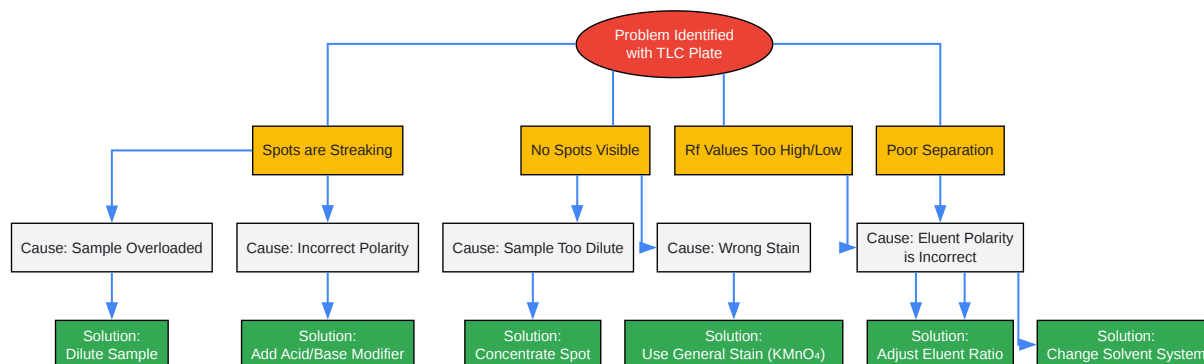 Problem Identified
with TLC Plate
Spots are Streaking
No Spots Visible
Rf Values Too High/Low
Poor Separation
Cause: Sample Overloaded
Cause: Incorrect Polarity
Cause: Sample Too Dilute
Cause: Wrong Stain
Cause: Eluent Polarity
is Incorrect
Solution:
Dilute Sample
Solution:
Add Acid/Base Modifier
Solution:
Concentrate Spot
Solution:
Use General Stain (KMnO₄)
Solution:
Adjust Eluent Ratio
Solution:
Change Solvent System